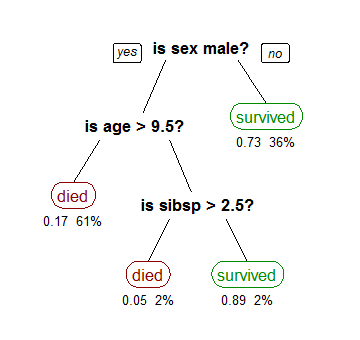 yes is sex male? no
survived
0.73 36%
is age > 9.5?
died
0.17 61%
is sibsp > 2.5?
died survived
0.05 2% 0.89 2%